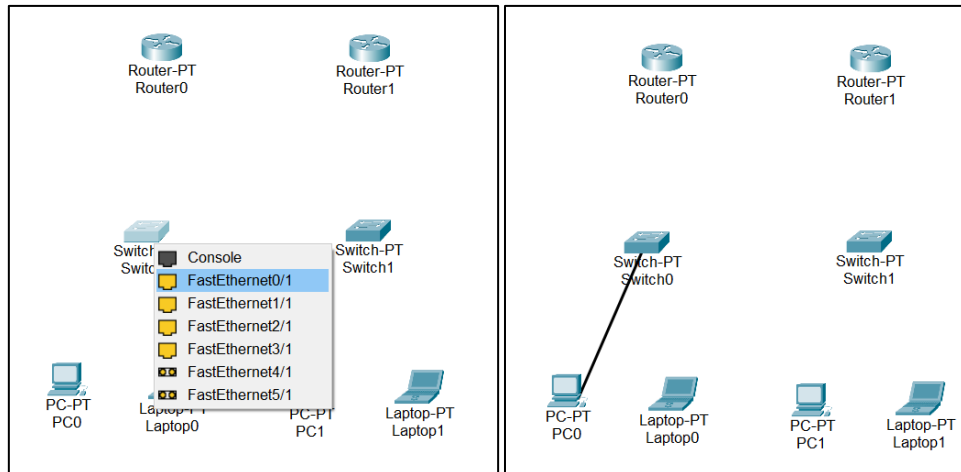 Router-PT
Router0
Router-PT
Router1
Switch
Switc
Switch-PT
Switch1
Console
FastEthernet0/1
FastEthernet1/1
FastEthernet2/1
FastEthernet3/1
FastEthernet4/1
FastEthernet5/1
PC-PT
PC0
Laptop-PT
Laptop0
PC-PT
PC1
Laptop-PT
Laptop1
Router-PT
Router0
Router-PT
Router1
Switch-PT
Switch0
Switch-PT
Switch1
PC-PT
PC0
Laptop-PT
Laptop0
PC-PT
PC1
Laptop-PT
Laptop1